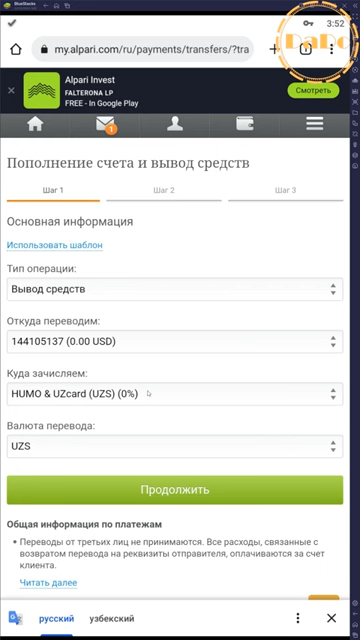 BlueStacks
3:52
my.alpari.com/ru/payments/transfers/?tra
Alpari Invest
FALTERONA LP
FREE - In Google Play
Смотреть
1
Пополнение счета и вывод средств
Шаг 1
Шаг 2
Шаг 3
Основная информация
Использовать шаблон
Тип операции:
Вывод средств
Откуда переводим:
144105137 (0.00 USD)
Куда зачисляем:
HUMO & UZcard (UZS) (0%)
Валюта перевода:
UZS
Продолжить
Общая информация по платежам
• Переводы от третьих лиц не принимаются. Все расходы, связанные с
возвратом перевода на реквизиты отправителя, оплачиваются за счет
клиента.
Читать далее
русский
узбекский